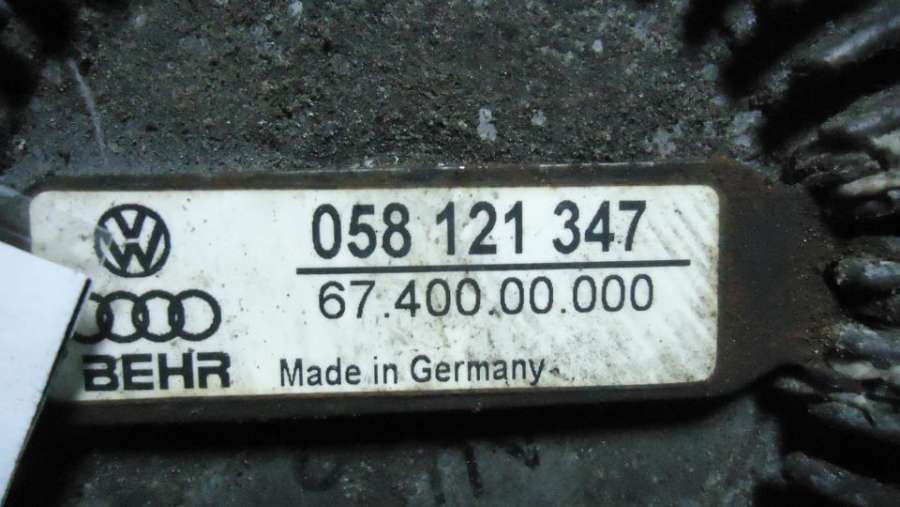 058 121 347
67.400.00.000
BEHR
Made in Germany